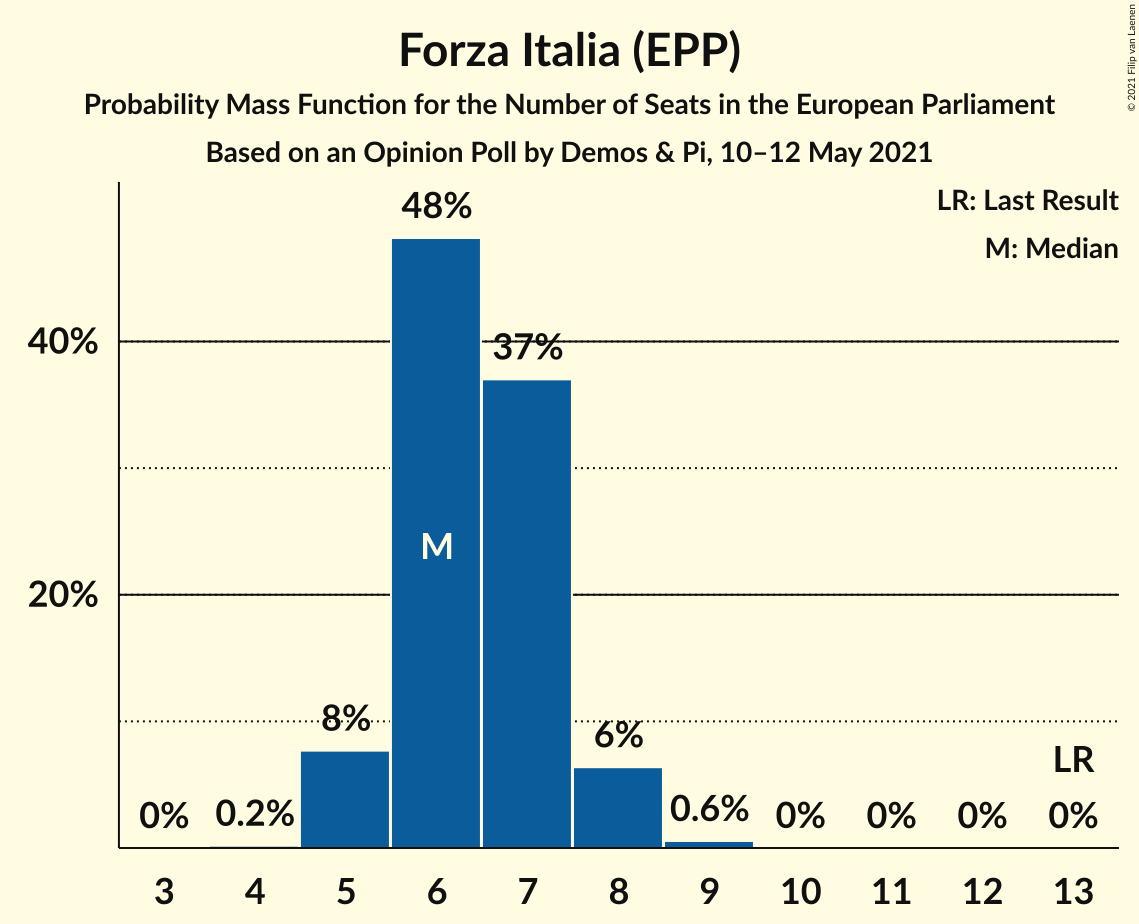 Forza Italia (EPP)
Probability Mass Function for the Number of Seats in the European Parliament
Based on an Opinion Poll by Demos & Pi, 10–12 May 2021
© 2021 Filip van Laenen
LR: Last Result
M: Median
48%
40%
37%
M
20%
8%
6%
LR
0% 0.2% 0.6% 0% 0% 0% 0%
3 4 5 6 7 8 9 10 11 12 13